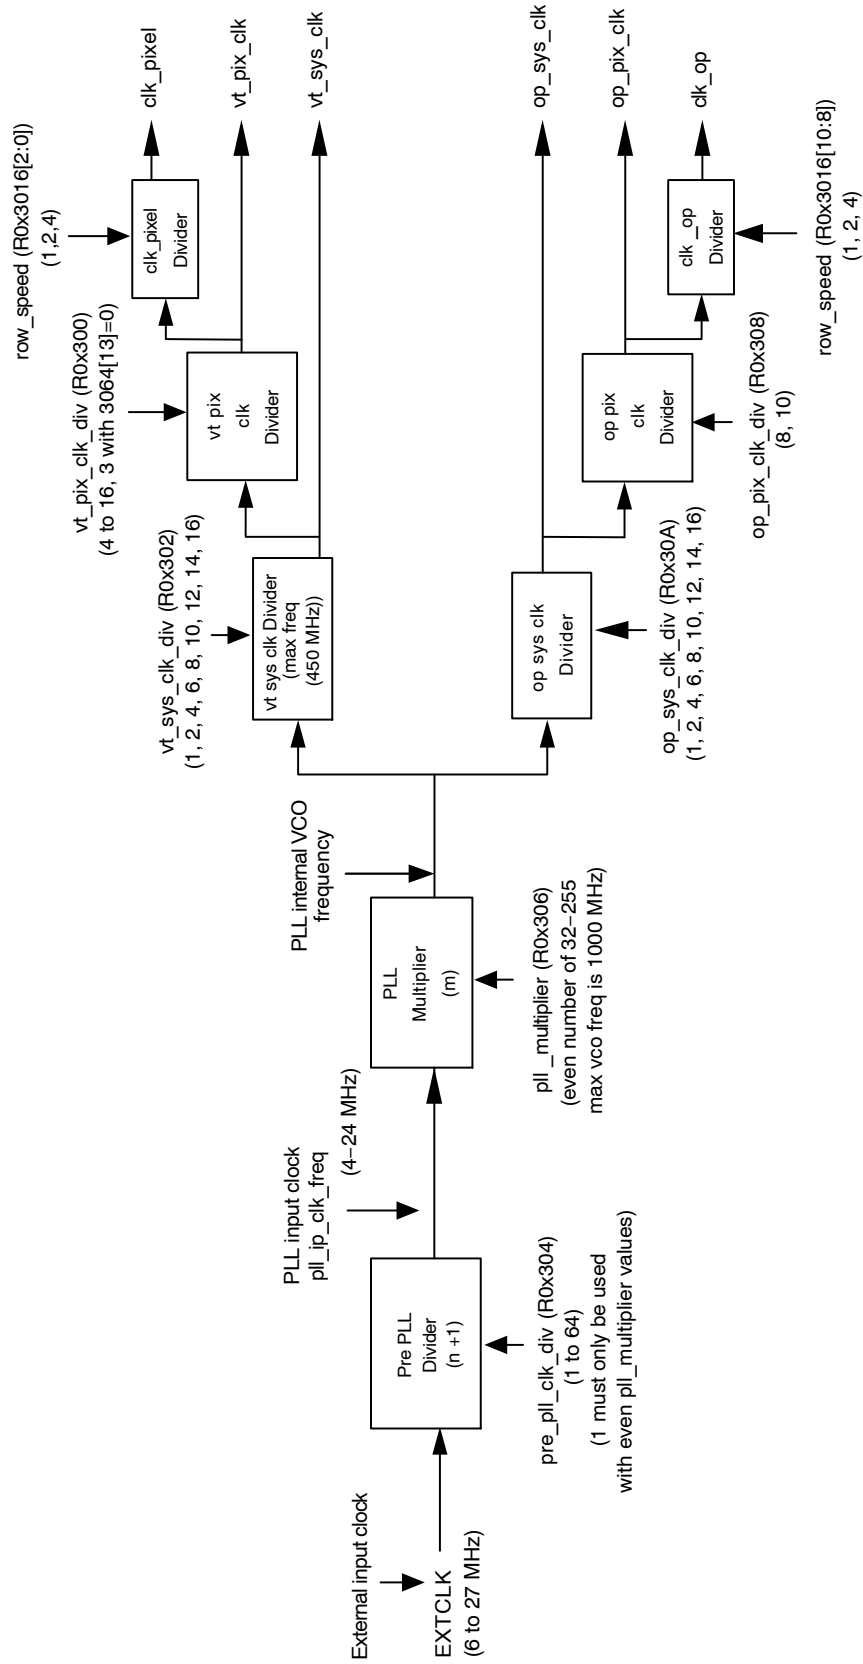 External input clock
EXTCLK
(6 to 27 MHz)
Pre PLL
Divider
(n +1)
pre_pll_clk_div (R0x304)
(1 to 64)
(1 must only be used
with even pll_multiplier values)
PLL input clock
pll_ip_clk_freq
(4–24 MHz)
PLL
Multiplier
(m)
pll_multiplier (R0x306)
(even number of 32–255
max vco freq is 1000 MHz)
PLL internal VCO
frequency
vt_sys_clk_div (R0x302)
(1, 2, 4, 6, 8, 10, 12, 14, 16)
vt sys clk Divider
(max freq
(450 MHz))
op sys clk
Divider
op_sys_clk_div (R0x30A)
(1, 2, 4, 6, 8, 10, 12, 14, 16)
vt_pix_clk_div (R0x300)
(4 to 16, 3 with 3064[13]=0)
vt pix
clk
Divider
op pix
clk
Divider
op_pix_clk_div (R0x308)
(8, 10)
row_speed (R0x3016[2:0])
(1,2,4)
clk_pixel
Divider
clk _op
Divider
row_speed (R0x3016[10:8])
(1, 2, 4)
clk_pixel
vt_pix_clk
vt_sys_clk
op_sys_clk
op_pix_clk
clk_op